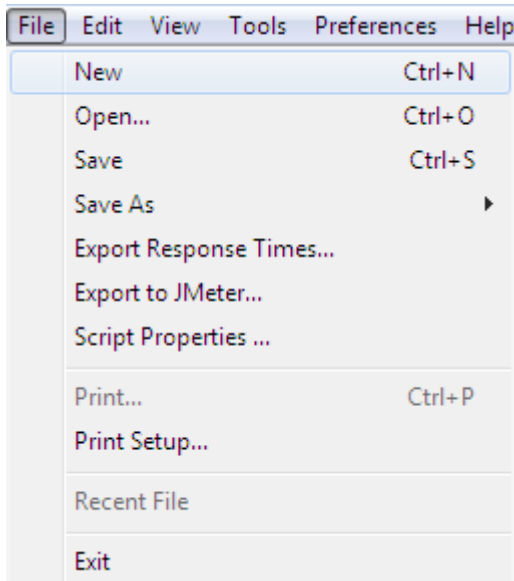 File Edit View Tools Preferences Help
New Ctrl+N
Open... Ctrl+O
Save Ctrl+S
Save As
Export Response Times...
Export to JMeter...
Script Properties ...
Print... Ctrl+P
Print Setup...
Recent File
Exit